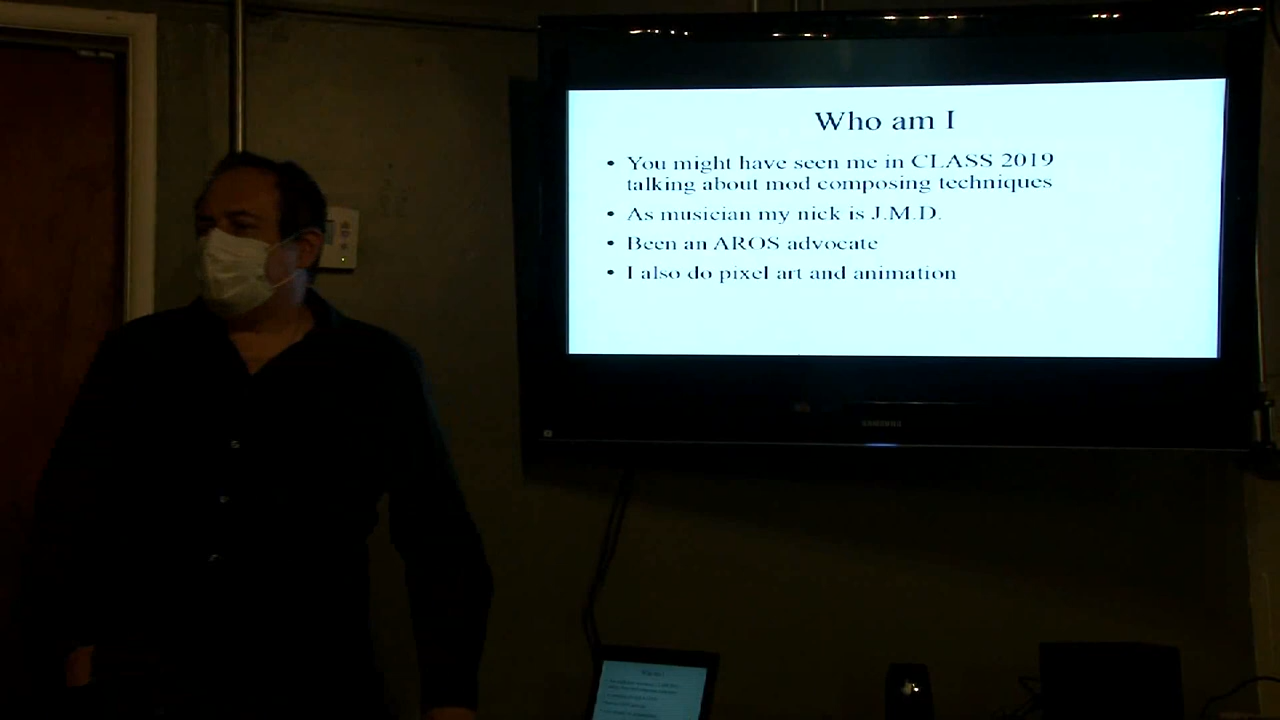 Who am I
• You might have seen me in CLASS 2019
talking about mod composing techniques
• As musician my nick is J.M.D.
• Been an AROS advocate
• I also do pixel art and animation
SAMSUNG